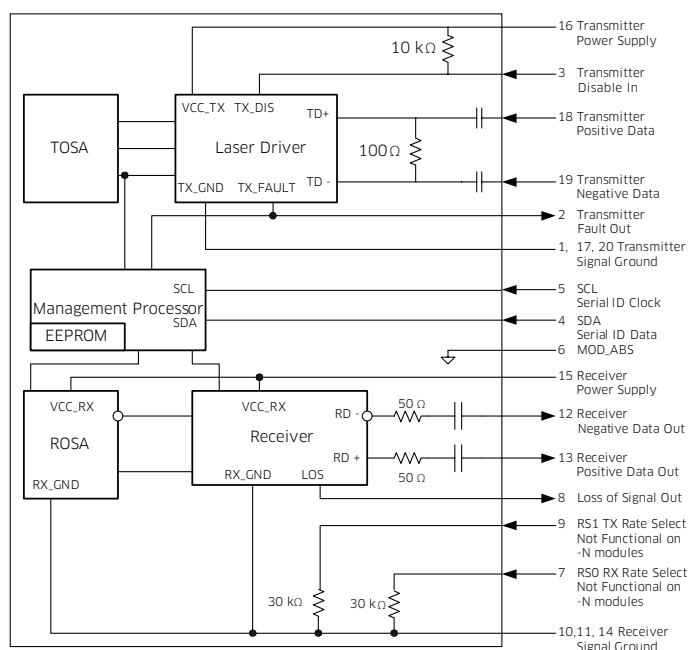 16 Transmitter
Power Supply
10 kΩ
3 Transmitter
Disable In
VCC_TX TX_DIS TD+
18 Transmitter
Positive Data
TOSA
Laser Driver
100Ω
TX_GND TX_FAULT TD -
19 Transmitter
Negative Data
2 Transmitter
Fault Out
1, 17, 20 Transmitter
Signal Ground
SCL
5 SCL
Serial ID Clock
Management Processor
SDA
4 SDA
Serial ID Data
EEPROM
6 MOD_ABS
15 Receiver
Power Supply
VCC_RX
VCC_RX
RD -
50 Ω
12 Receiver
Negative Data Out
ROSA
Receiver
RD +
50 Ω
13 Receiver
Positive Data Out
RX_GND
RX_GND LOS
8 Loss of Signal Out
9 RS1 TX Rate Select
Not Functional on
-N modules
7 RS0 RX Rate Select
Not Functional on
-N modules
30 kΩ
30 kΩ
10,11, 14 Receiver
Signal Ground